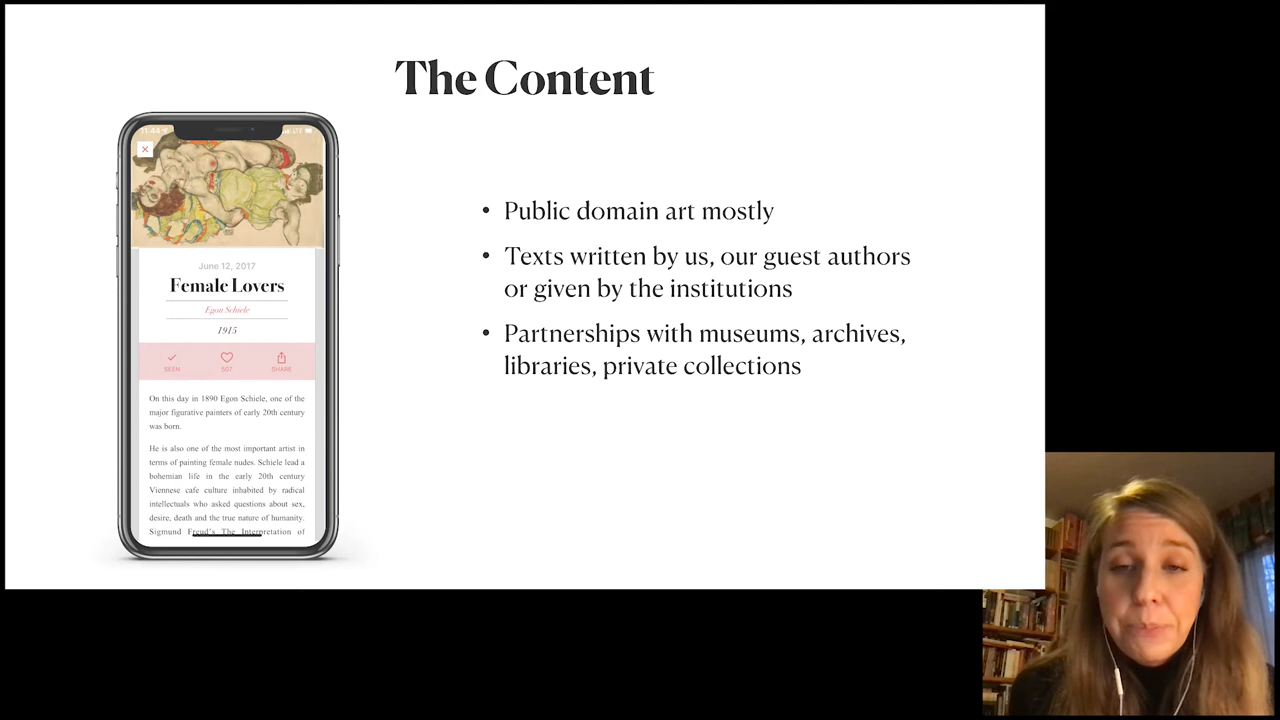 The Content
11:44
LTE
June 12, 2017
Female Lovers
Egon Schiele
1915
SEEN
507
SHARE
On this day in 1890 Egon Schiele, one of the
major figurative painters of early 20th century
was born.
He is also one of the most important artist in
terms of painting female nudes. Schiele lead a
bohemian life in the early 20th century
Viennese cafe culture inhabited by radical
intellectuals who asked questions about sex,
desire, death and the true nature of humanity.
Sigmund Freud's The Interpretation of
• Public domain art mostly
• Texts written by us, our guest authors
or given by the institutions
• Partnerships with museums, archives,
libraries, private collections